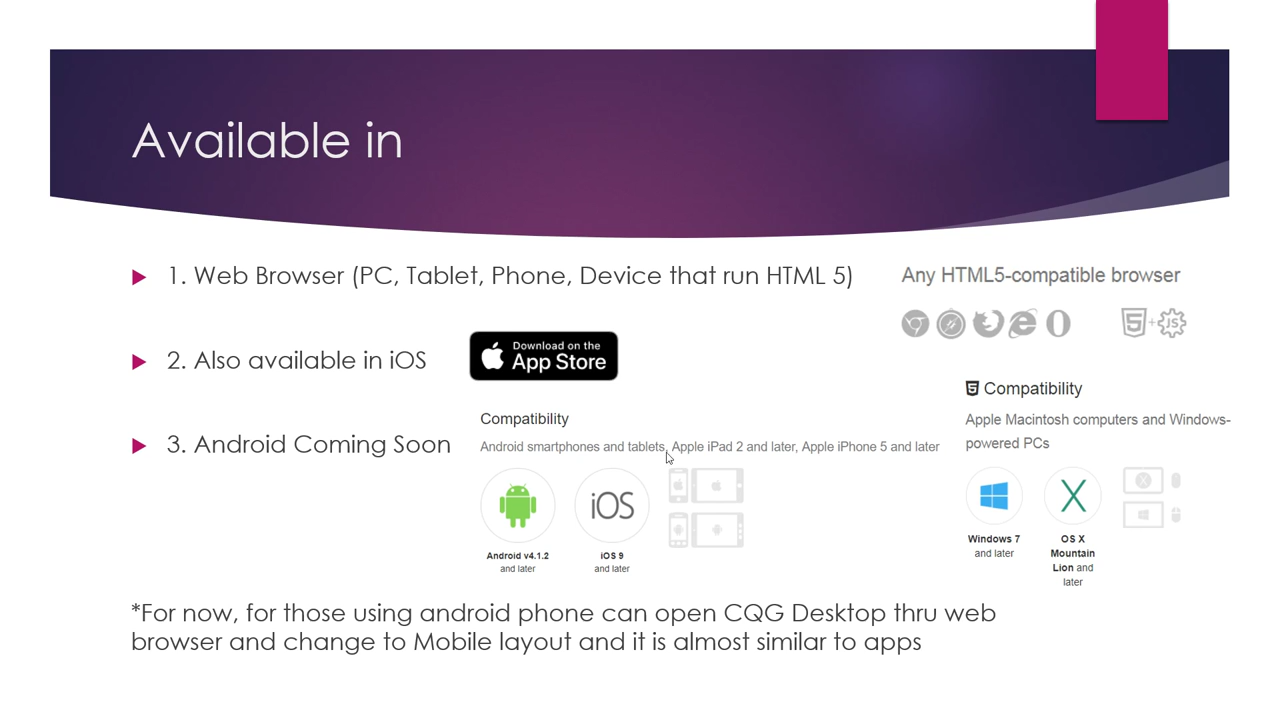 Available in
1. Web Browser (PC, Tablet, Phone, Device that run HTML 5)
Any HTML5-compatible browser
5 + JS
2. Also available in iOS
Download on the
App Store
3. Android Coming Soon
Compatibility
Android smartphones and tablets, Apple iPad 2 and later, Apple iPhone 5 and later
iOS
Android v4.1.2
and later
iOS 9
and later
5 Compatibility
Apple Macintosh computers and Windows-
powered PCs
X
Windows 7
and later
OS X
Mountain
Lion and
later
*For now, for those using android phone can open CQG Desktop thru web
browser and change to Mobile layout and it is almost similar to apps